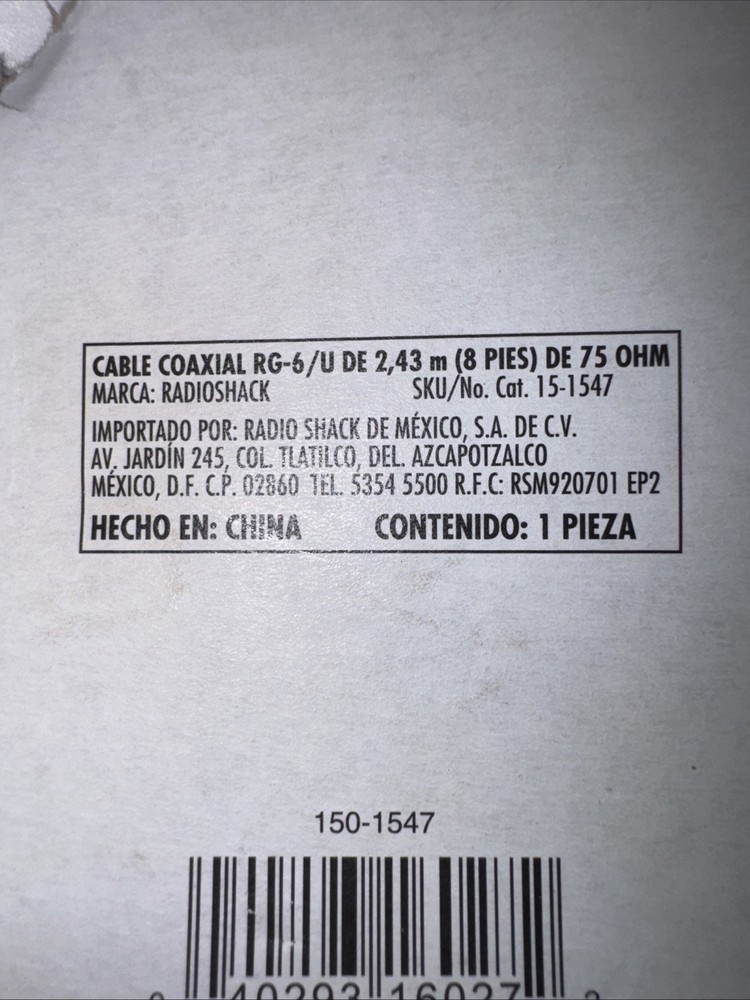 CABLE COAXIAL RG-6/U DE 2,43 m (8 PIES) DE 75 OHM
MARCA: RADIOSHACK SKU/No. Cat. 15-1547
IMPORTADO POR: RADIO SHACK DE MÉXICO, S.A. DE C.V.
AV. JARDÍN 245, COL. TLATILCO, DEL. AZCAPOTZALCO
MÉXICO, D.F. C.P. 02860 TEL. 5354 5500 R.F.C: RSM920701 EP2
HECHO EN: CHINA CONTENIDO: 1 PIEZA
150-1547
40293 16027